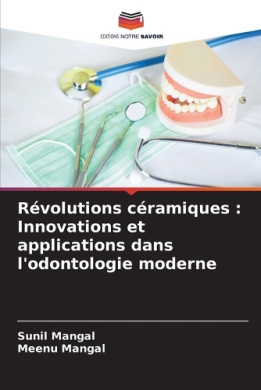 EDITIONS NOTRE SAVOIR
Révolutions céramiques :
Innovations et
applications dans
l'odontologie moderne
Sunil Mangal
Meenu Mangal